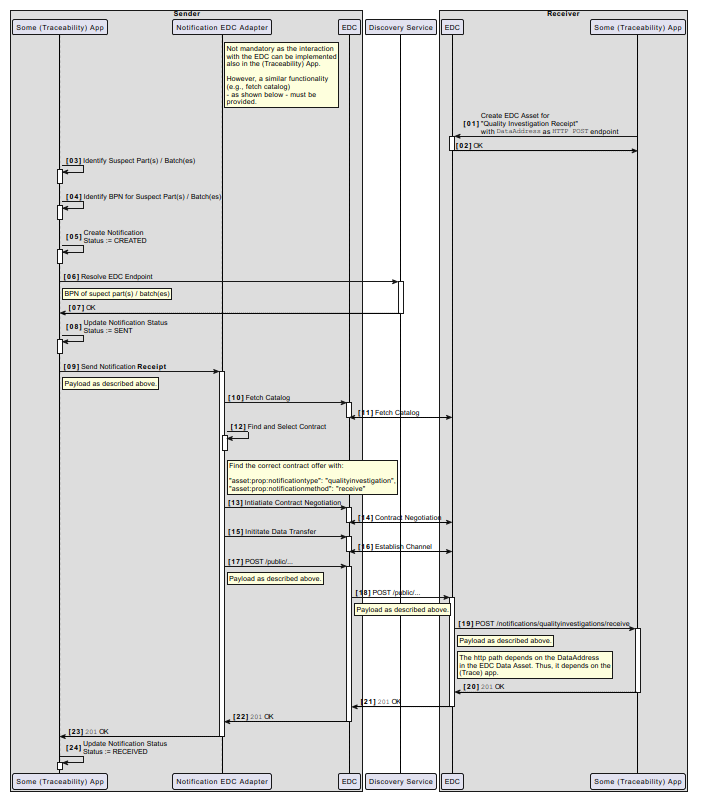 Sender
Receiver
Some (Traceability) App
Notification EDC Adapter
EDC
Discovery Service
EDC
Some (Traceability) App
Not mandatory as the interaction
with the EDC can be implemented
also in the (Traceability) App.
However, a similar functionality
(e.g., fetch catalog)
- as shown below - must be
provided.
Create EDC Asset for
[01] "Quality Investigation Receipt"
with DataAddress as HTTP POST endpoint
[02] OK
[03] Identify Suspect Part(s) / Batch(es)
[04] Identify BPN for Suspect Part(s) / Batch(es)
[05] Create Notification
Status := CREATED
[06] Resolve EDC Endpoint
BPN of supect part(s) / batch(es)
[07] OK
[08] Update Notification Status
Status := SENT
[09] Send Notification Receipt
Payload as described above.
[10] Fetch Catalog
[11] Fetch Catalog
[12] Find and Select Contract
Find the correct contract offer with:
"asset:prop:notificationtype": "qualityinvestigation",
"asset:prop:notificationmethod": "receive"
[13] Intiatiate Contract Negotiation
[14] Contract Negotiation
[15] Inititate Data Transfer
[16] Establish Channel
[17] POST /public/...
Payload as described above.
[18] POST /public/...
Payload as described above.
[19] POST /notifications/qualityinvestigations/receive
Payload as described above.
The http path depends on the DataAddress
in the EDC Data Asset. Thus, it depends on the
(Trace) app.
[20] 201 OK
[21] 201 OK
[22] 201 OK
[23] 201 OK
[24] Update Notification Status
Status := RECEIVED
Some (Traceability) App
Notification EDC Adapter
EDC
Discovery Service
EDC
Some (Traceability) App